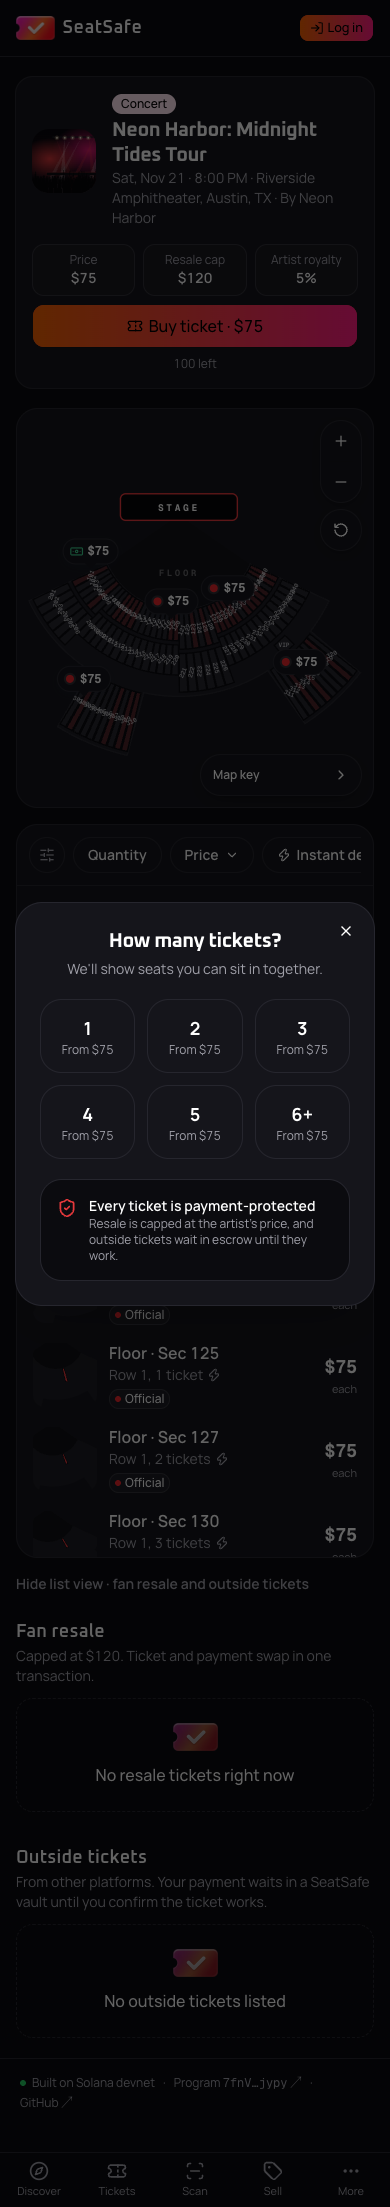 SeatSafe
Log in
Concert
Neon Harbor: Midnight
Tides Tour
Sat, Nov 21 · 8:00 PM · Riverside
Amphitheater, Austin, TX · By Neon
Harbor
Price
$75
Resale cap
$120
Artist royalty
5%
Buy ticket · $75
100 left
STAGE
$75
FLOOR
$75
$75
VIP
$75
$75
Map key
Quantity
Price
Instant de
How many tickets?
We'll show seats you can sit in together.
1
From $75
2
From $75
3
From $75
4
From $75
5
From $75
6+
From $75
Every ticket is payment-protected
Resale is capped at the artist's price, and
outside tickets wait in escrow until they
work.
Official
each
Floor · Sec 125
Row 1, 1 ticket
Official
$75
each
Floor · Sec 127
Row 1, 2 tickets
Official
$75
each
Floor · Sec 130
Row 1, 3 tickets
$75
each
Hide list view · fan resale and outside tickets
Fan resale
Capped at $120. Ticket and payment swap in one
transaction.
No resale tickets right now
Outside tickets
From other platforms. Your payment waits in a SeatSafe
vault until you confirm the ticket works.
No outside tickets listed
Built on Solana devnet · Program 7fnV…jypy ↗ ·
GitHub ↗
Discover
Tickets
Scan
Sell
More